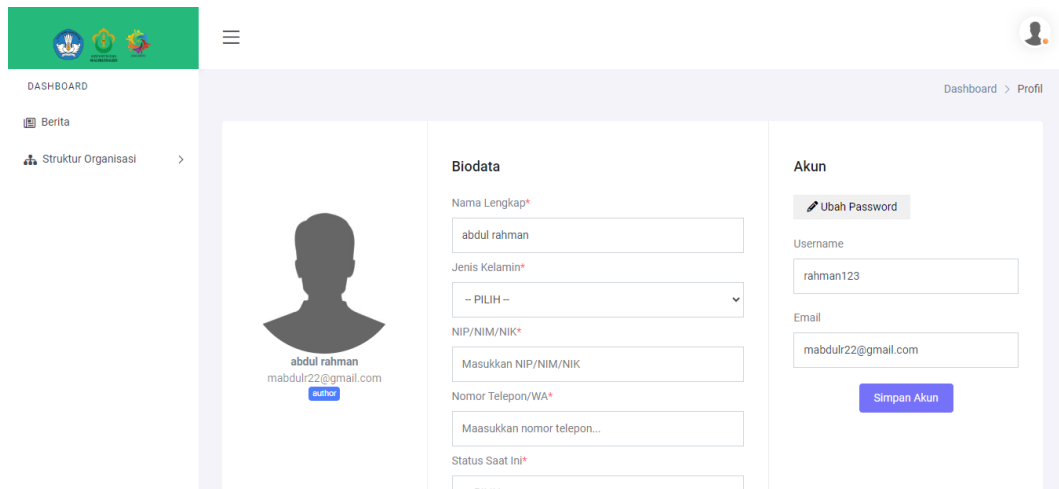 DASHBOARD
Berita
Struktur Organisasi
Dashboard > Profil
abdul rahman
mabdulr22@gmail.com
author
Biodata
Nama Lengkap*
abdul rahman
Jenis Kelamin*
-- PILIH --
NIP/NIM/NIK*
Masukkan NIP/NIM/NIK
Nomor Telepon/WA*
Maasukkan nomor telepon...
Status Saat Ini*
Akun
Ubah Password
Username
rahman123
Email
mabdulr22@gmail.com
Simpan Akun